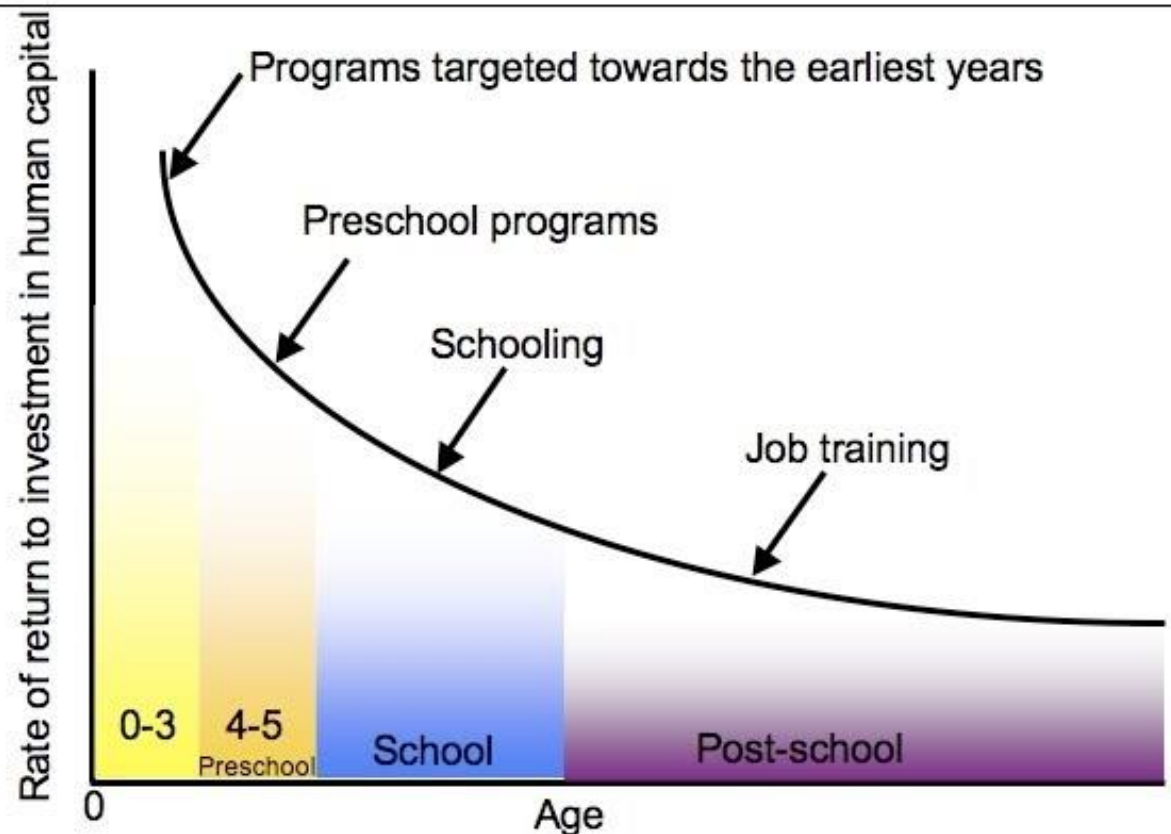 Rate of return to investment in human capital
Programs targeted towards the earliest years
Preschool programs
Schooling
Job training
0-3
4-5
Preschool
School
Post-school
0
Age